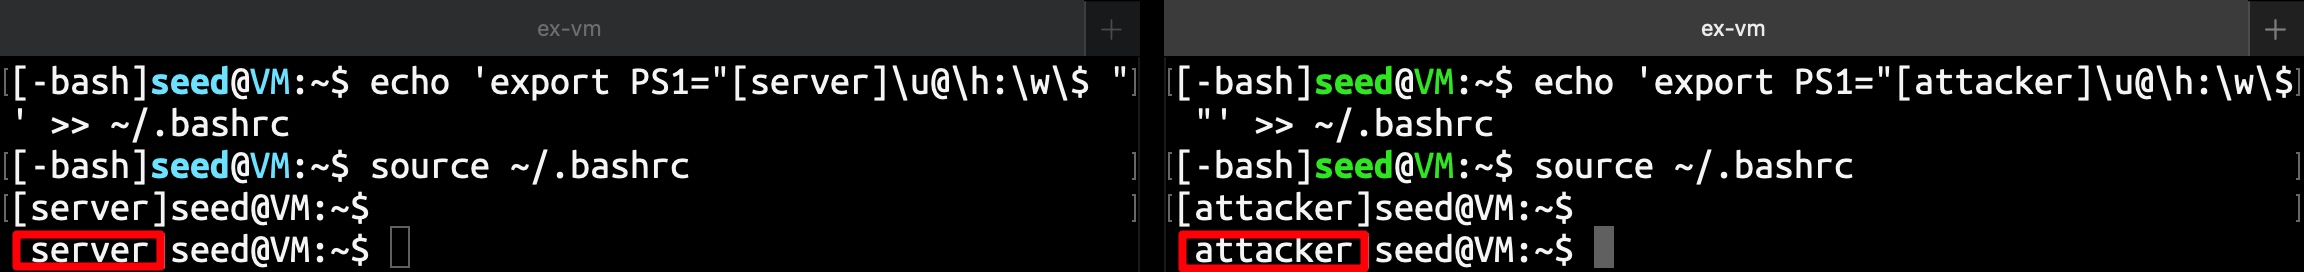 ex-vm
[-bash]seed@VM:~$ echo 'export PS1="[server]\u@\h:\w\$ "
' >> ~/.bashrc
[-bash]seed@VM:~$ source ~/.bashrc
[server]seed@VM:~$
server seed@VM:~$
ex-vm
[-bash]seed@VM:~$ echo 'export PS1="[attacker]\u@\h:\w\$
"' >> ~/.bashrc
[-bash]seed@VM:~$ source ~/.bashrc
[attacker]seed@VM:~$
attacker seed@VM:~$